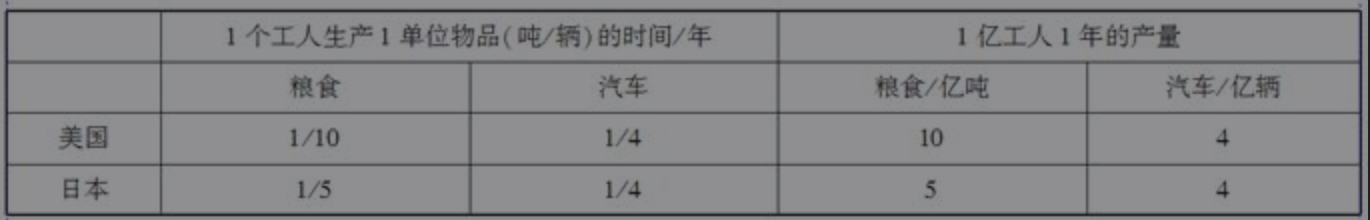 1个工人生产1单位物品(吨/辆)的时间/年 1亿工人1年的产量
粮食 汽车 粮食/亿吨 汽车/亿辆
美国 1/10 1/4 10 4
日本 1/5 1/4 5 4